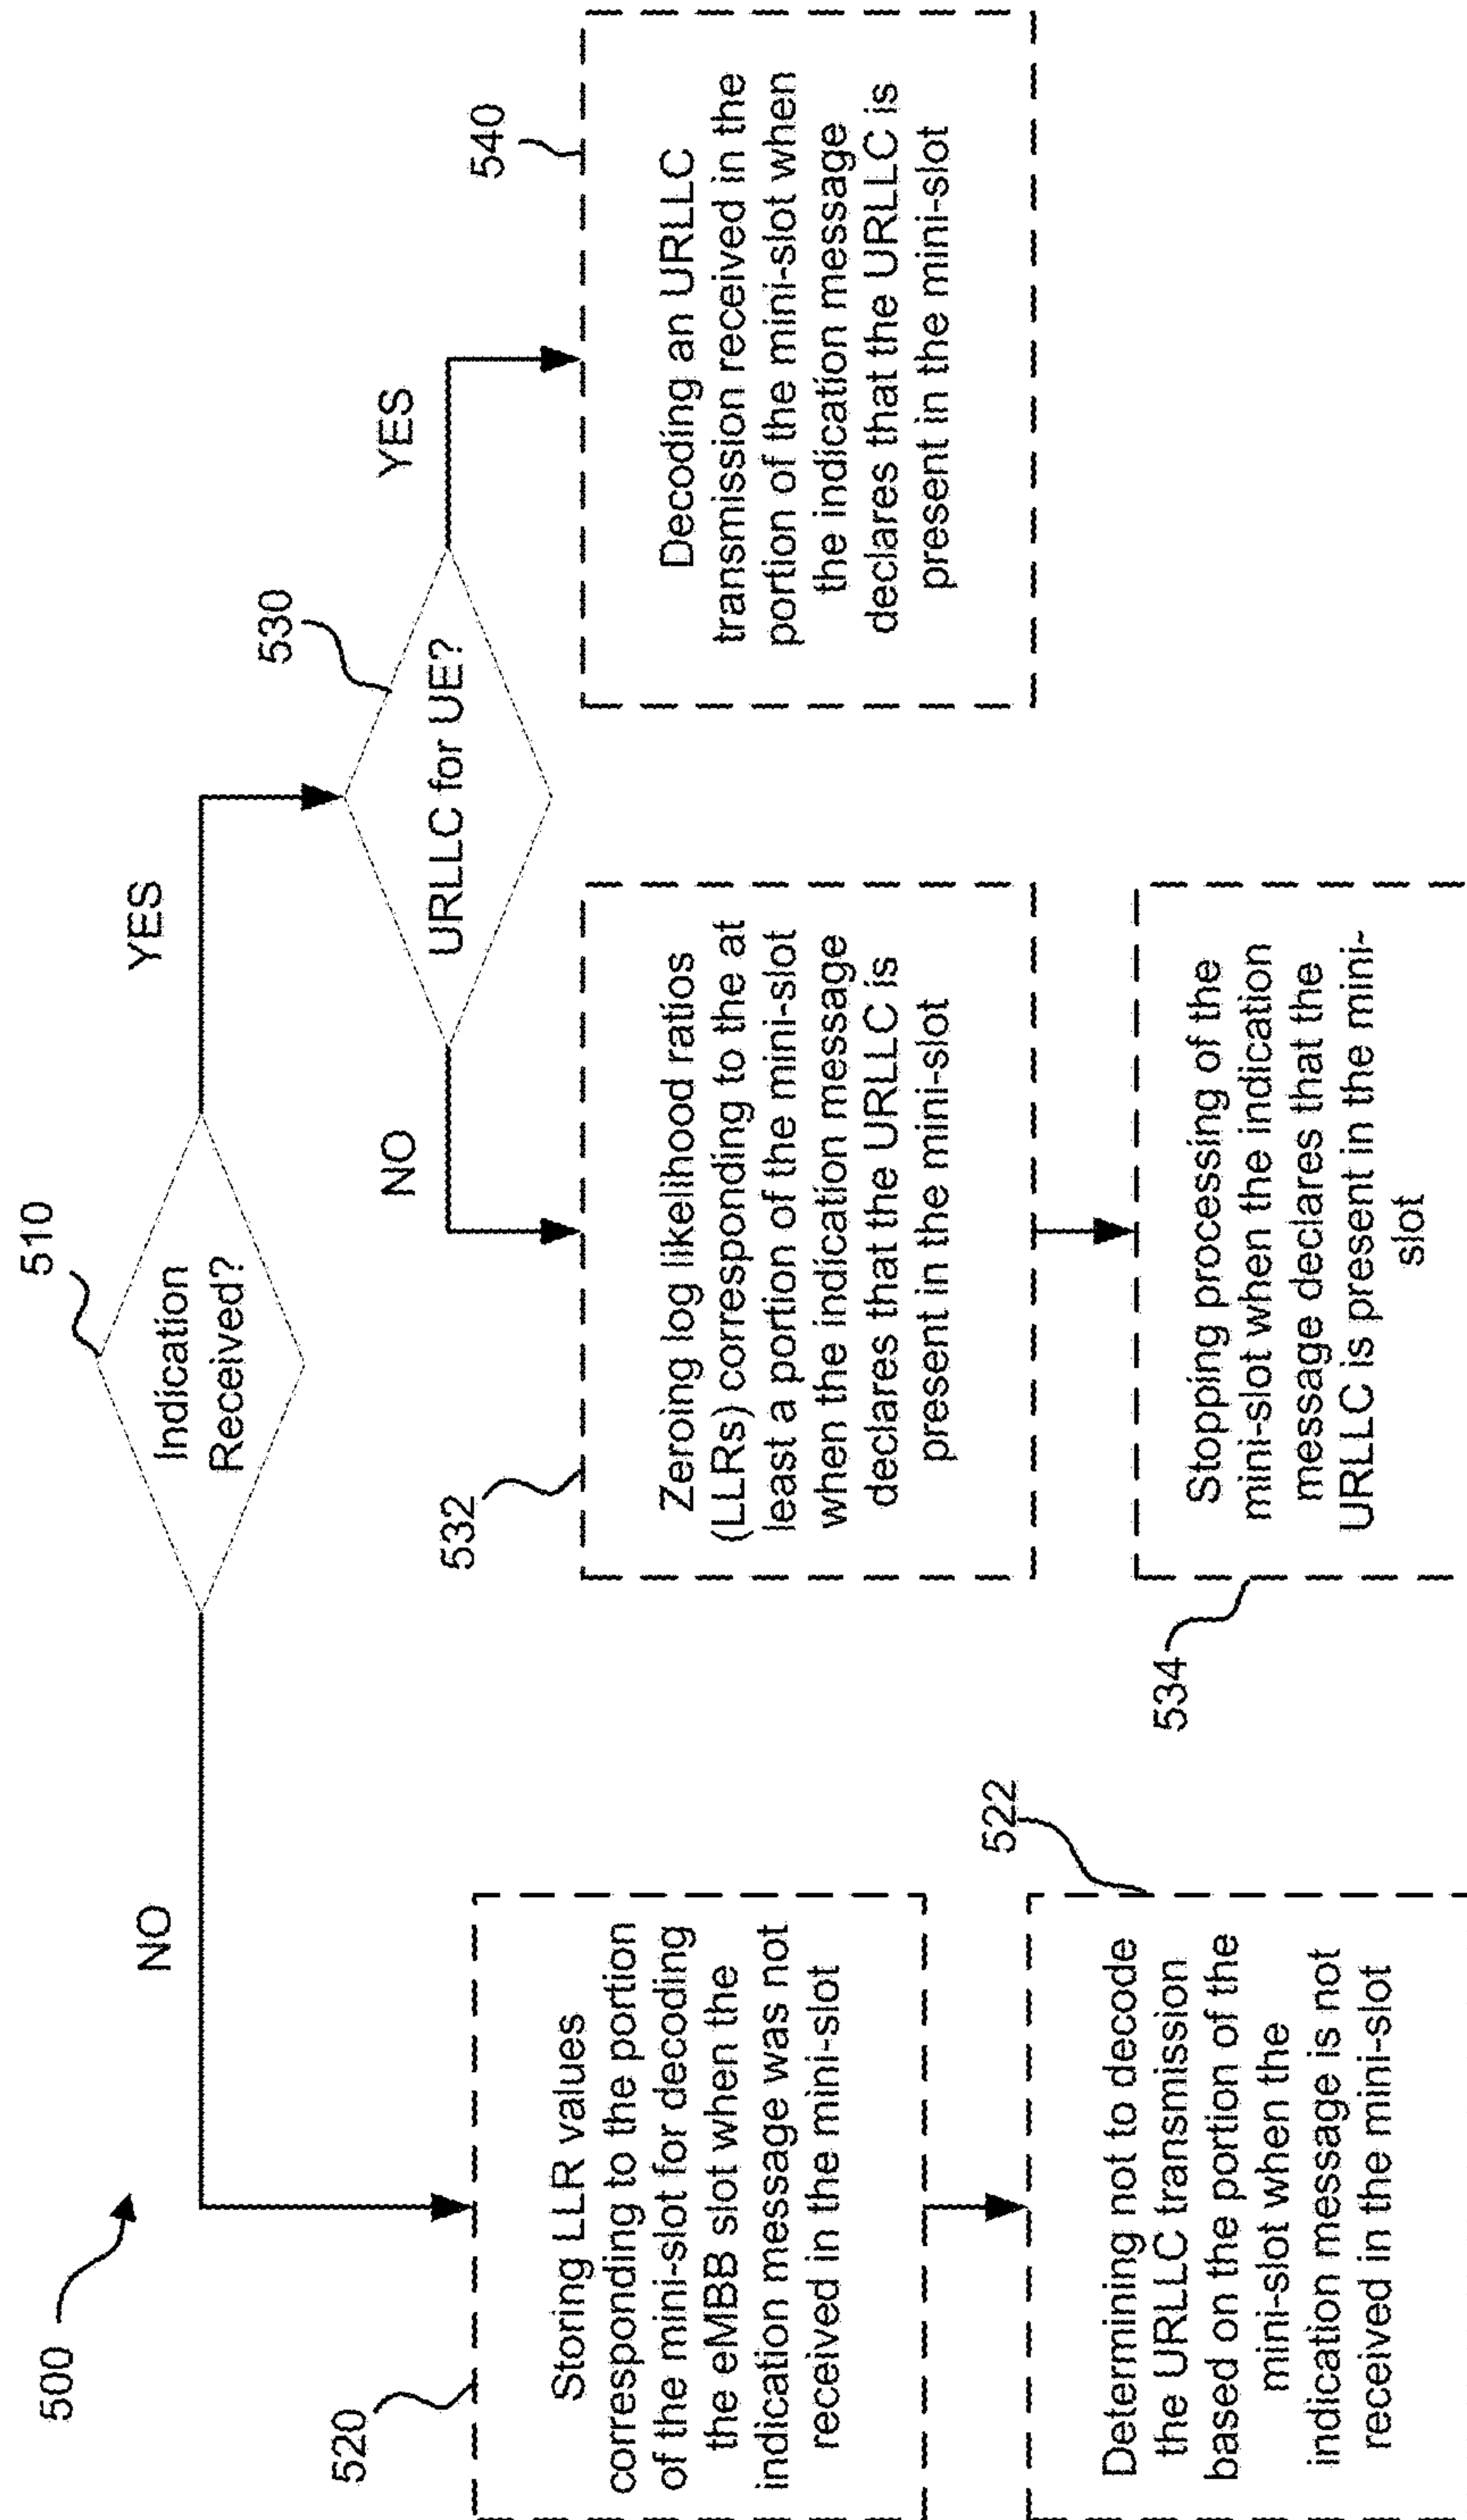 500
510
Indication
Received?
NO
YES
520
Storing LLR values
corresponding to the portion
of the mini-slot for decoding
the eMBB slot when the
indication message was not
received in the mini-slot
522
Determining not to decode
the URLLC transmission
based on the portion of the
mini-slot when the
indication message is not
received in the mini-slot
530
URLLC for UE?
NO
YES
532
Zeroing log likelihood ratios
(LLRs) corresponding to the at
least a portion of the mini-slot
when the indication message
declares that the URLLC is
present in the mini-slot
534
Stopping processing of the
mini-slot when the indication
message declares that the
URLLC is present in the mini-
slot
540
Decoding an URLLC
transmission received in the
portion of the mini-slot when
the indication message
declares that the URLLC is
present in the mini-slot